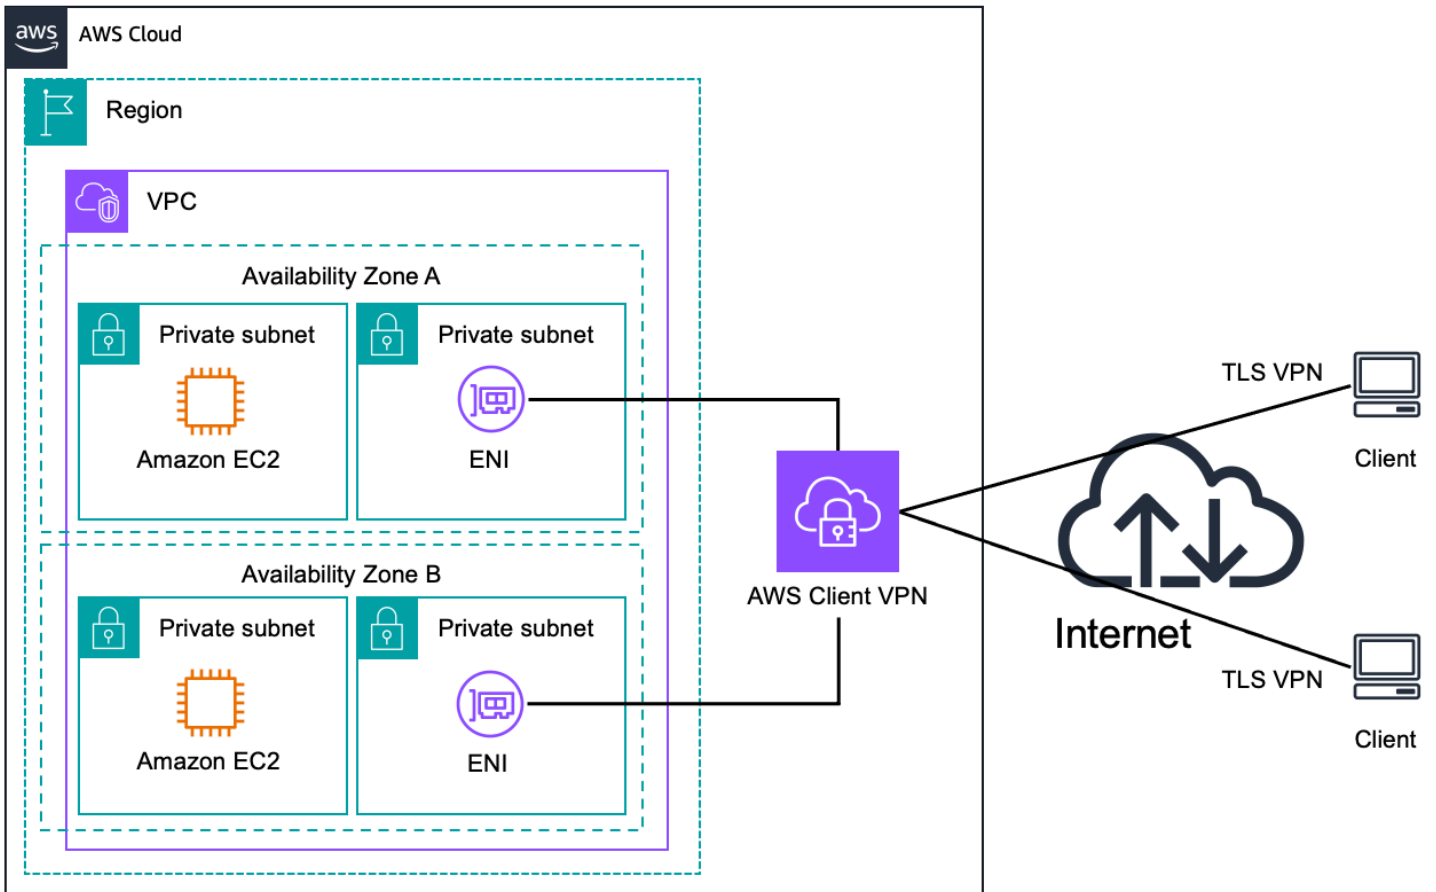 aws
AWS Cloud
Region
VPC
Availability Zone A
Private subnet
Private subnet
Amazon EC2
ENI
Availability Zone B
Private subnet
Private subnet
Amazon EC2
ENI
AWS Client VPN
Internet
TLS VPN
Client
TLS VPN
Client